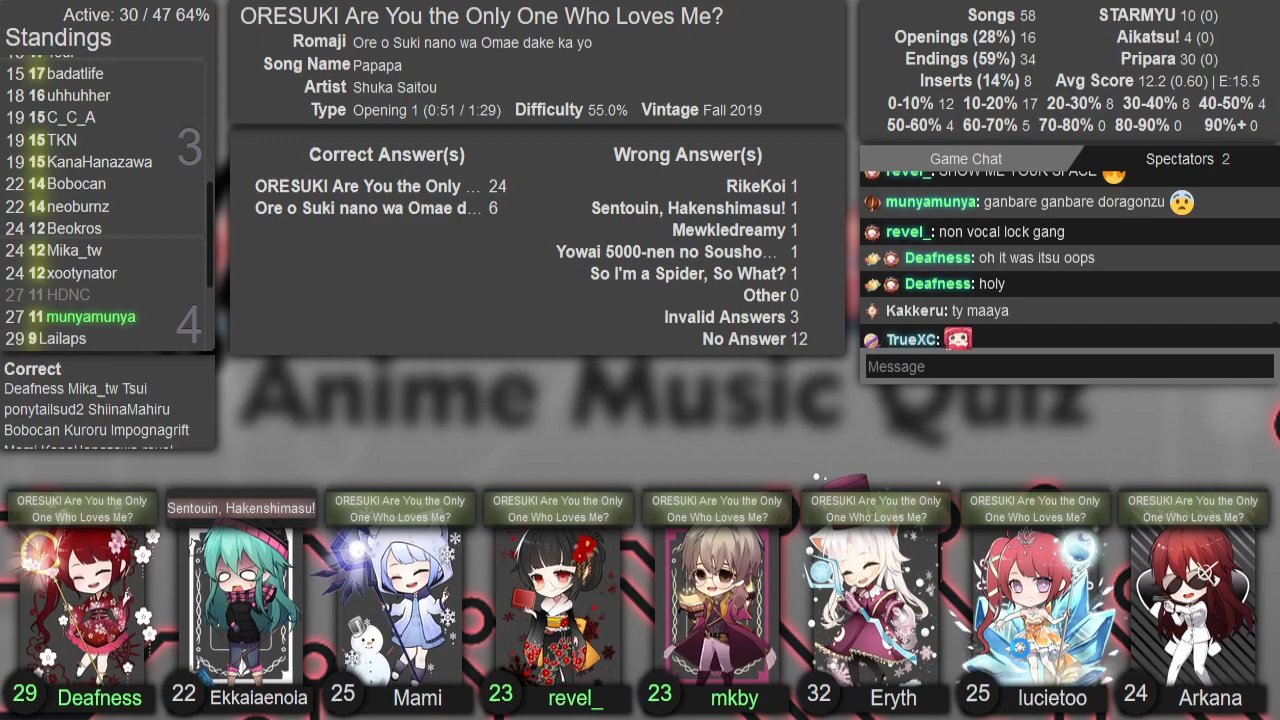 Active: 30 / 47 64%
Standings
15 17 badatlife
18 16 uhhuhher
19 15 C_C_A
19 15 TKN
19 15 KanaHanazawa
3
22 14 Bobocan
22 14 neoburnz
24 12 Beokros
24 12 Mika_tw
24 12 xootynator
27 11 HDNC
27 11 munyamunya
4
29 9 Lailaps
Correct
Deafness Mika_tw Tsui
ponytailsud2 ShiinaMahiru
Bobocan Kuroru Impognagrift
ORESUKI Are You the Only One Who Loves Me?
Romaji Ore o Suki nano wa Omae dake ka yo
Song Name Papapa
Artist Shuka Saitou
Type Opening 1 (0:51 / 1:29) Difficulty 55.0% Vintage Fall 2019
Correct Answer(s)
ORESUKI Are You the Only ... 24
Ore o Suki nano wa Omae d... 6
Wrong Answer(s)
RikeKoi 1
Sentouin, Hakenshimasu! 1
Mewkledreamy 1
Yowai 5000-nen no Sousho... 1
So I'm a Spider, So What? 1
Other 0
Invalid Answers 3
No Answer 12
Songs 58 STARMYU 10 (0)
Openings (28%) 16 Aikatsu! 4 (0)
Endings (59%) 34 Pripara 30 (0)
Inserts (14%) 8 Avg Score 12.2 (0.60) | E:15.5
0-10% 12 10-20% 17 20-30% 8 30-40% 8 40-50% 4
50-60% 4 60-70% 5 70-80% 0 80-90% 0 90%+ 0
Game Chat Spectators 2
revel_: SHOW ME YOUR SPACE
munyamunya: ganbare ganbare doragonzu
revel_: non vocal lock gang
Deafness: oh it was itsu oops
Deafness: holy
Kakkeru: ty maaya
TrueXC:
Message
Anime Music Quiz
ORESUKI Are You the Only
One Who Loves Me?
Sentouin, Hakenshimasu!
ORESUKI Are You the Only
One Who Loves Me?
ORESUKI Are You the Only
One Who Loves Me?
ORESUKI Are You the Only
One Who Loves Me?
ORESUKI Are You the Only
One Who Loves Me?
ORESUKI Are You the Only
One Who Loves Me?
ORESUKI Are You the Only
One Who Loves Me?
29 Deafness
22 Ekkalaenoia
25 Mami
23 revel_
23 mkby
32 Eryth
25 lucietoo
24 Arkana